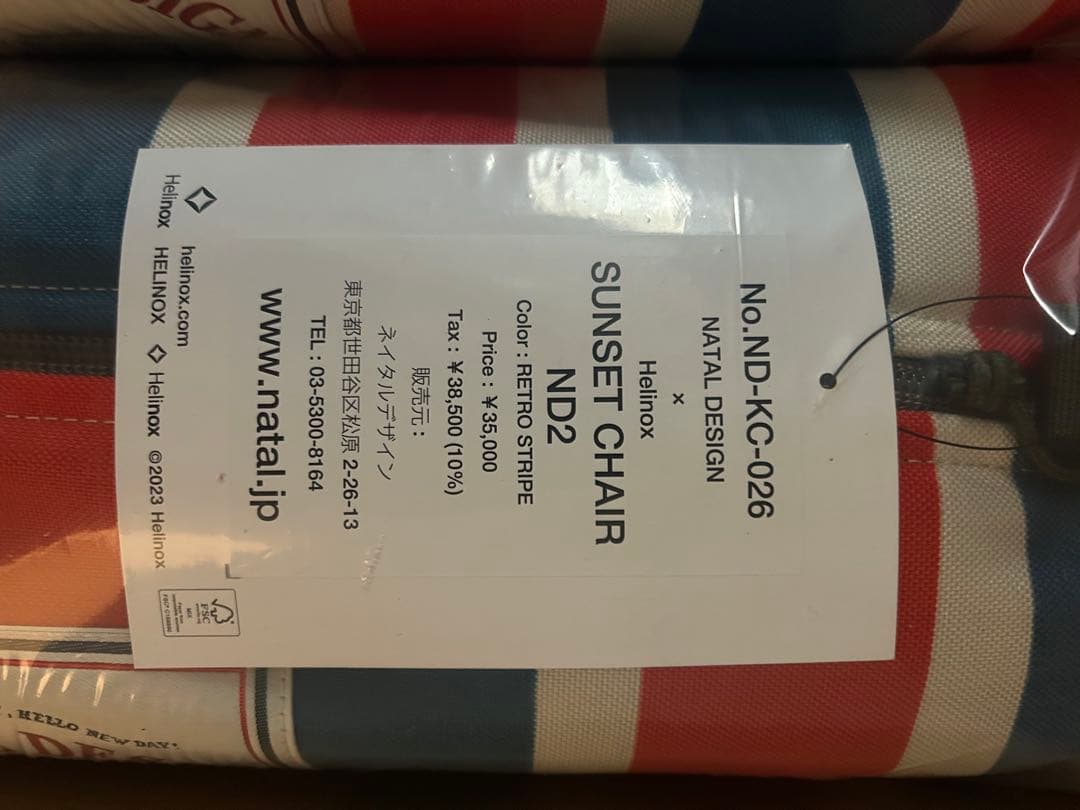 No.ND-KC-026
NATAL DESIGN
×
Helinox
SUNSET CHAIR
ND2
Color : RETRO STRIPE
Price : ¥35,000
Tax : ¥38,500 (10%)
販売元 :
ネイタルデザイン
東京都世田谷区松原 2-26-13
TEL : 03-5300-8164
www.natal.jp
Helinox
helinox.com
HELINOX Helinox ©2023 Helinox
FSC
MIX
HELLO NEW DAY.